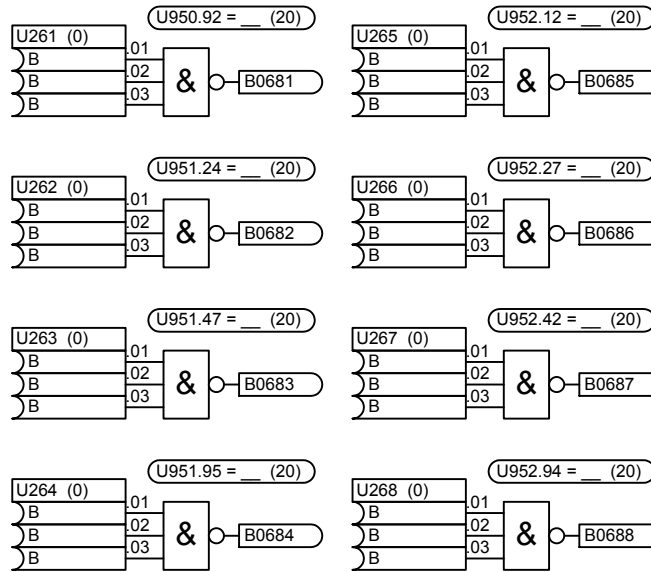 U950.92 = __ (20)
U261 (0)
B .01
B .02
B .03
&
B0681
U952.12 = __ (20)
U265 (0)
B .01
B .02
B .03
&
B0685
U951.24 = __ (20)
U262 (0)
B .01
B .02
B .03
&
B0682
U952.27 = __ (20)
U266 (0)
B .01
B .02
B .03
&
B0686
U951.47 = __ (20)
U263 (0)
B .01
B .02
B .03
&
B0683
U952.42 = __ (20)
U267 (0)
B .01
B .02
B .03
&
B0687
U951.95 = __ (20)
U264 (0)
B .01
B .02
B .03
&
B0684
U952.94 = __ (20)
U268 (0)
B .01
B .02
B .03
&
B0688